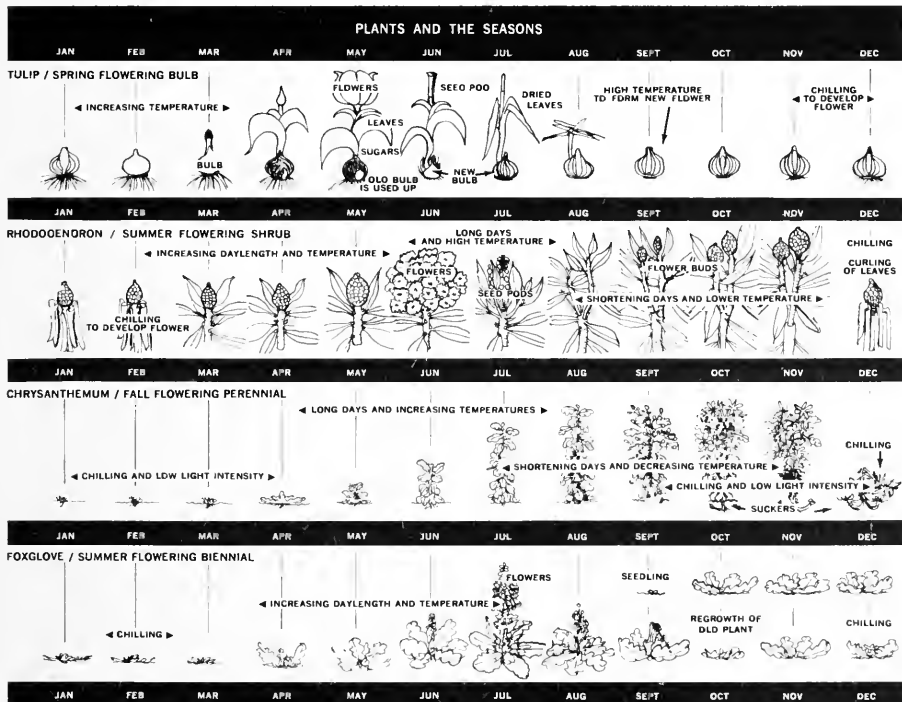 PLANTS AND THE SEASONS
JAN FEB MAR APR MAY JUN JUL AUG SEPT OCT NOV DEC
TULIP / SPRING FLOWERING BULB
◄ INCREASING TEMPERATURE ►
BULB
FLOWERS
LEAVES
SUGARS
OLO BULB
IS USED UP
SEEO POO
NEW
BULB
DRIED
LEAVES
HIGH TEMPERATURE
TD FDRM NEW FLDWER
CHILLING
◄ TO DEVELOP ►
FLOWER
JAN FEB MAR APR MAY JUN JUL AUG SEPT OCT NOV DEC
RHODOOENDRON / SUMMER FLOWERING SHRUB
◄ INCREASING DAYLENGTH AND TEMPERATURE ►
CHILLING
TO DEVELOP FLOWER
LONG DAYS
◄ AND HIGH TEMPERATURE ►
FLOWERS
SEED PODS
FLOWER BUDS
◄ SHORTENING DAYS AND LOWER TEMPERATURE ►
CHILLING
CURLING
OF LEAVES
JAN FEB MAR APR MAY JUN JUL AUG SEPT OCT NOV DEC
CHRYSANTHEMUM / FALL FLOWERING PERENNIAL
◄ LONG DAYS AND INCREASING TEMPERATURES ►
◄ CHILLING AND LOW LIGHT INTENSITY ►
◄ SHORTENING DAYS AND DECREASING TEMPERATURE ►
◄ CHILLING AND LOW LIGHT INTENSITY ►
SUCKERS
CHILLING
JAN FEB MAR APR MAY JUN JUL AUG SEPT OCT NOV DEC
FOXGLOVE / SUMMER FLOWERING BIENNIAL
◄ INCREASING DAYLENGTH AND TEMPERATURE ►
◄ CHILLING ►
FLOWERS
SEEDLING
REGROWTH OF
DLD PLANT
CHILLING
JAN FEB MAR APR MAY JUN JUL AUG SEPT OCT NOV DEC